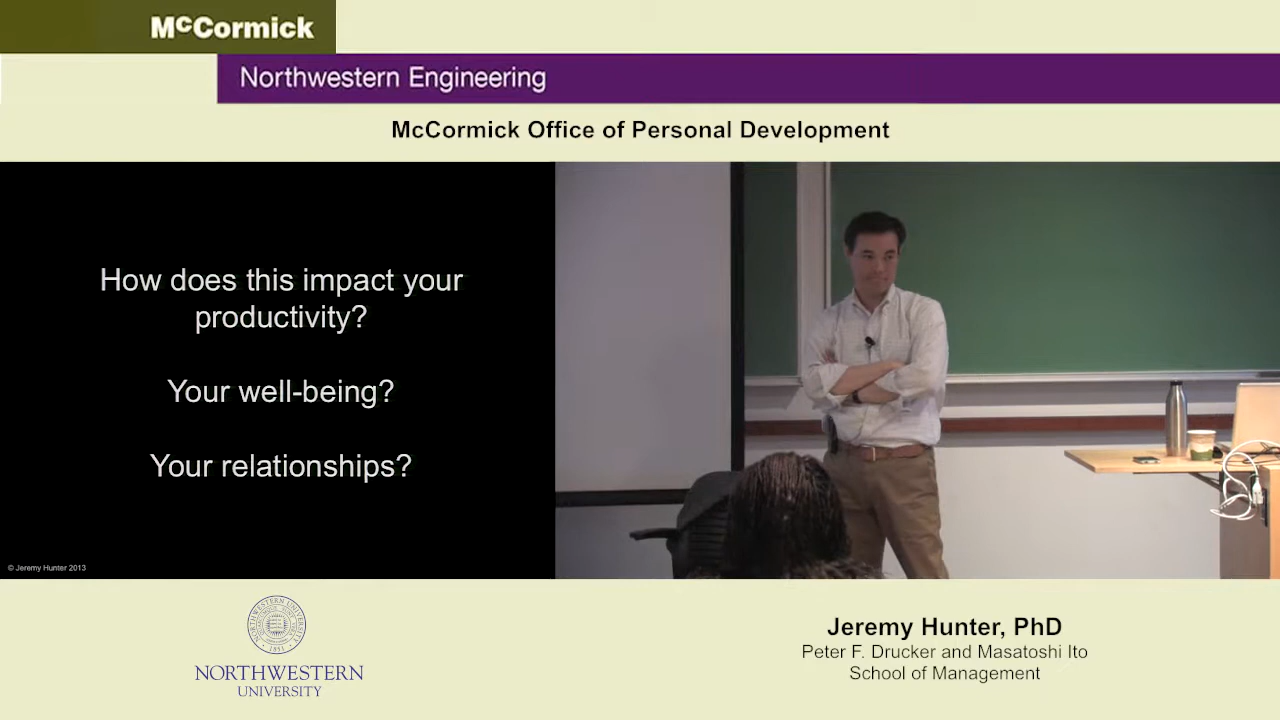 McCormick
Northwestern Engineering
McCormick Office of Personal Development
How does this impact your
productivity?
Your well-being?
Your relationships?
© Jeremy Hunter 2013
1851
NORTHWESTERN
UNIVERSITY
Jeremy Hunter, PhD
Peter F. Drucker and Masatoshi Ito
School of Management